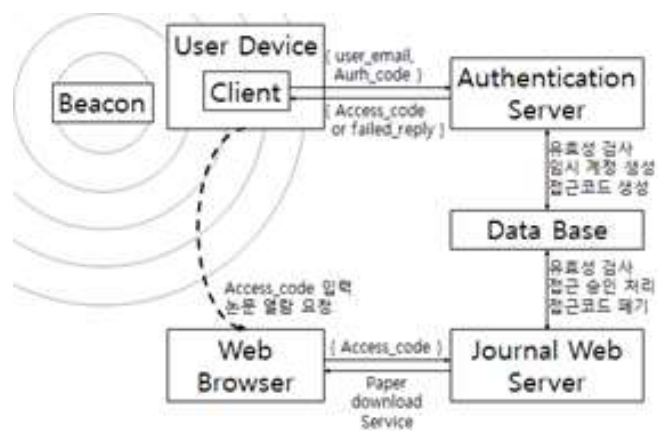 User Device
Client
Beacon
{ user_email,
Aurh_code }
{ Access_code
or failed_reply }
Authentication
Server
유효성 검사
임시 계정 생성
접근코드 생성
Data Base
유효성 검사
접근 승인 처리
접근코드 폐기
Access_code 입력
논문 열람 요청
Web
Browser
{ Access_code }
Paper
download
Service
Journal Web
Server